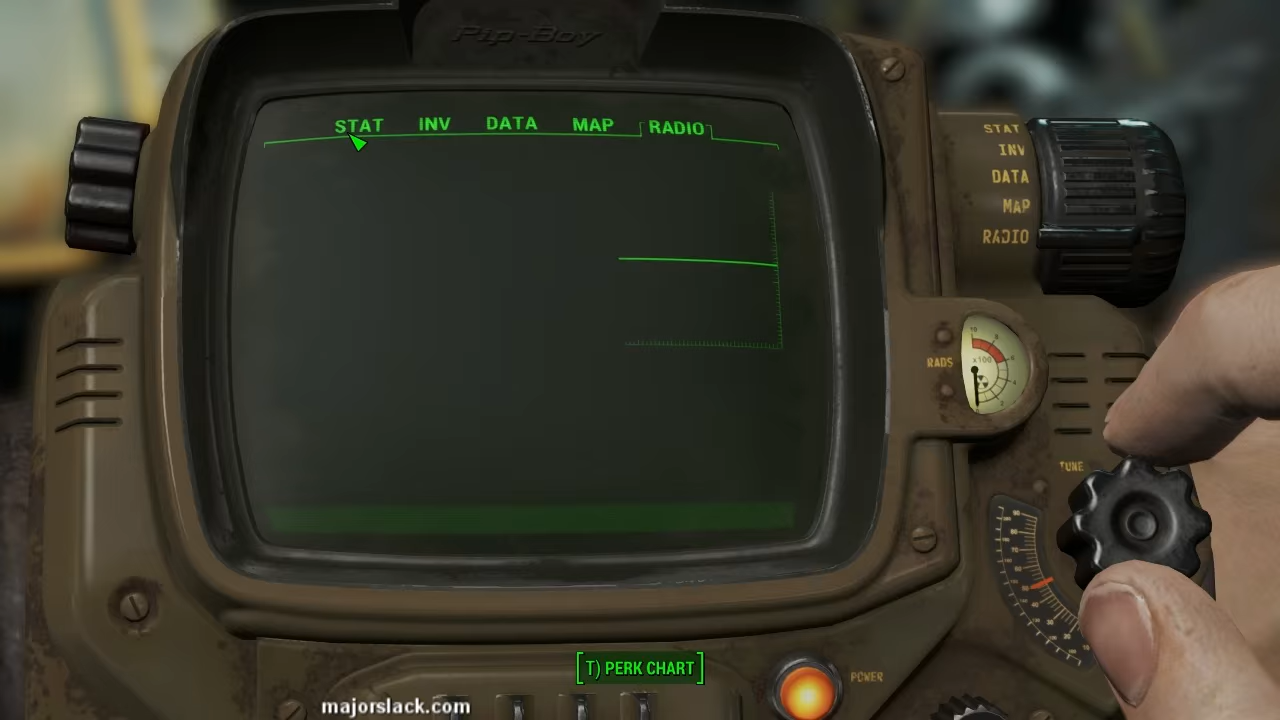 Pip-Boy
STAT INV DATA MAP RADIO
STAT
INV
DATA
MAP
RADIO
RADS
x100
TUNE
T) PERK CHART
POWER
majorslack.com